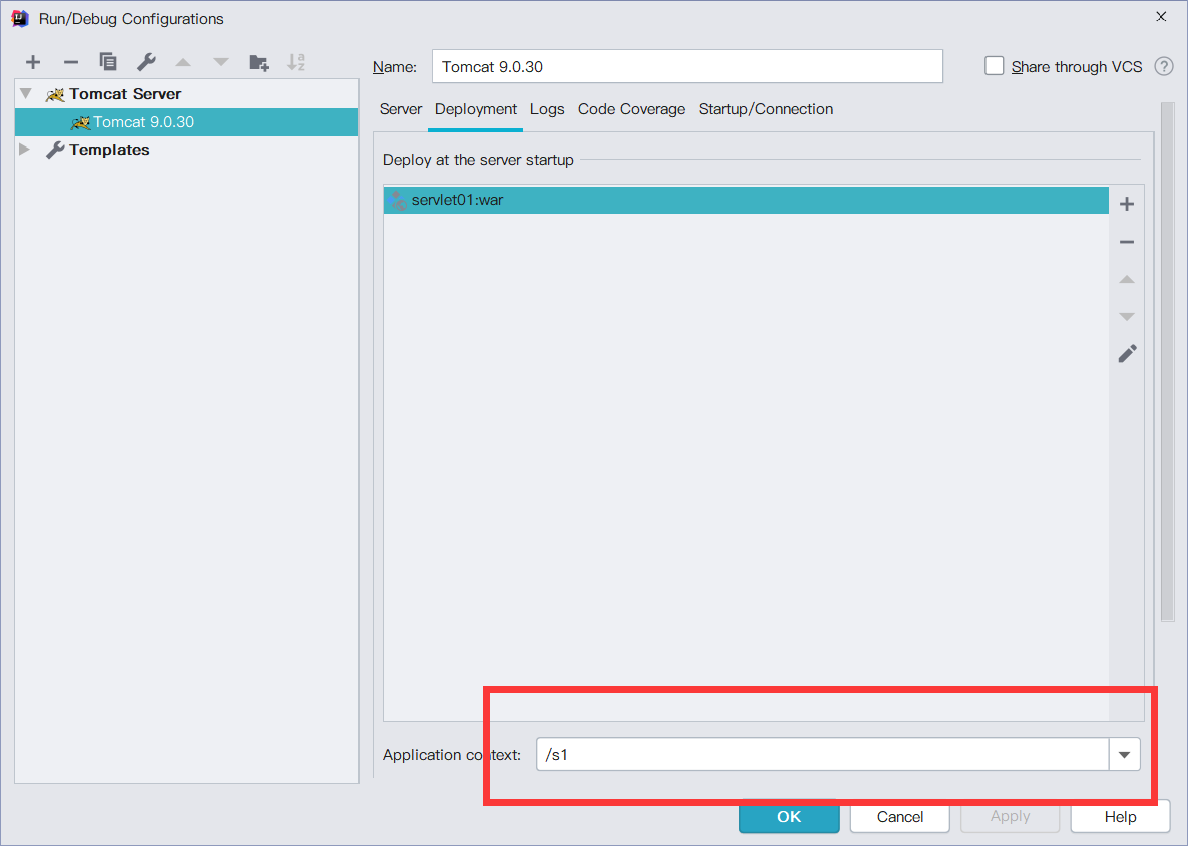 Run/Debug Configurations
Name: Tomcat 9.0.30
Share through VCS ?
Tomcat Server
Tomcat 9.0.30
Templates
Server Deployment Logs Code Coverage Startup/Connection
Deploy at the server startup
servlet01:war
Application context: /s1
OK Cancel Apply Help